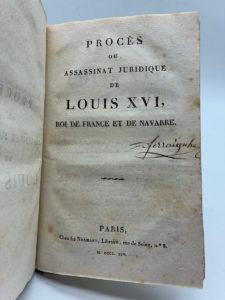 PROCÈS
OU
ASSASSINAT JURIDIQUE
DE
LOUIS XVI,
ROI DE FRANCE ET DE NAVARRE.
PARIS,
Chez Le Normant, Libraire, rue de Seine, n.º 8.
M. DCCC. XIV.